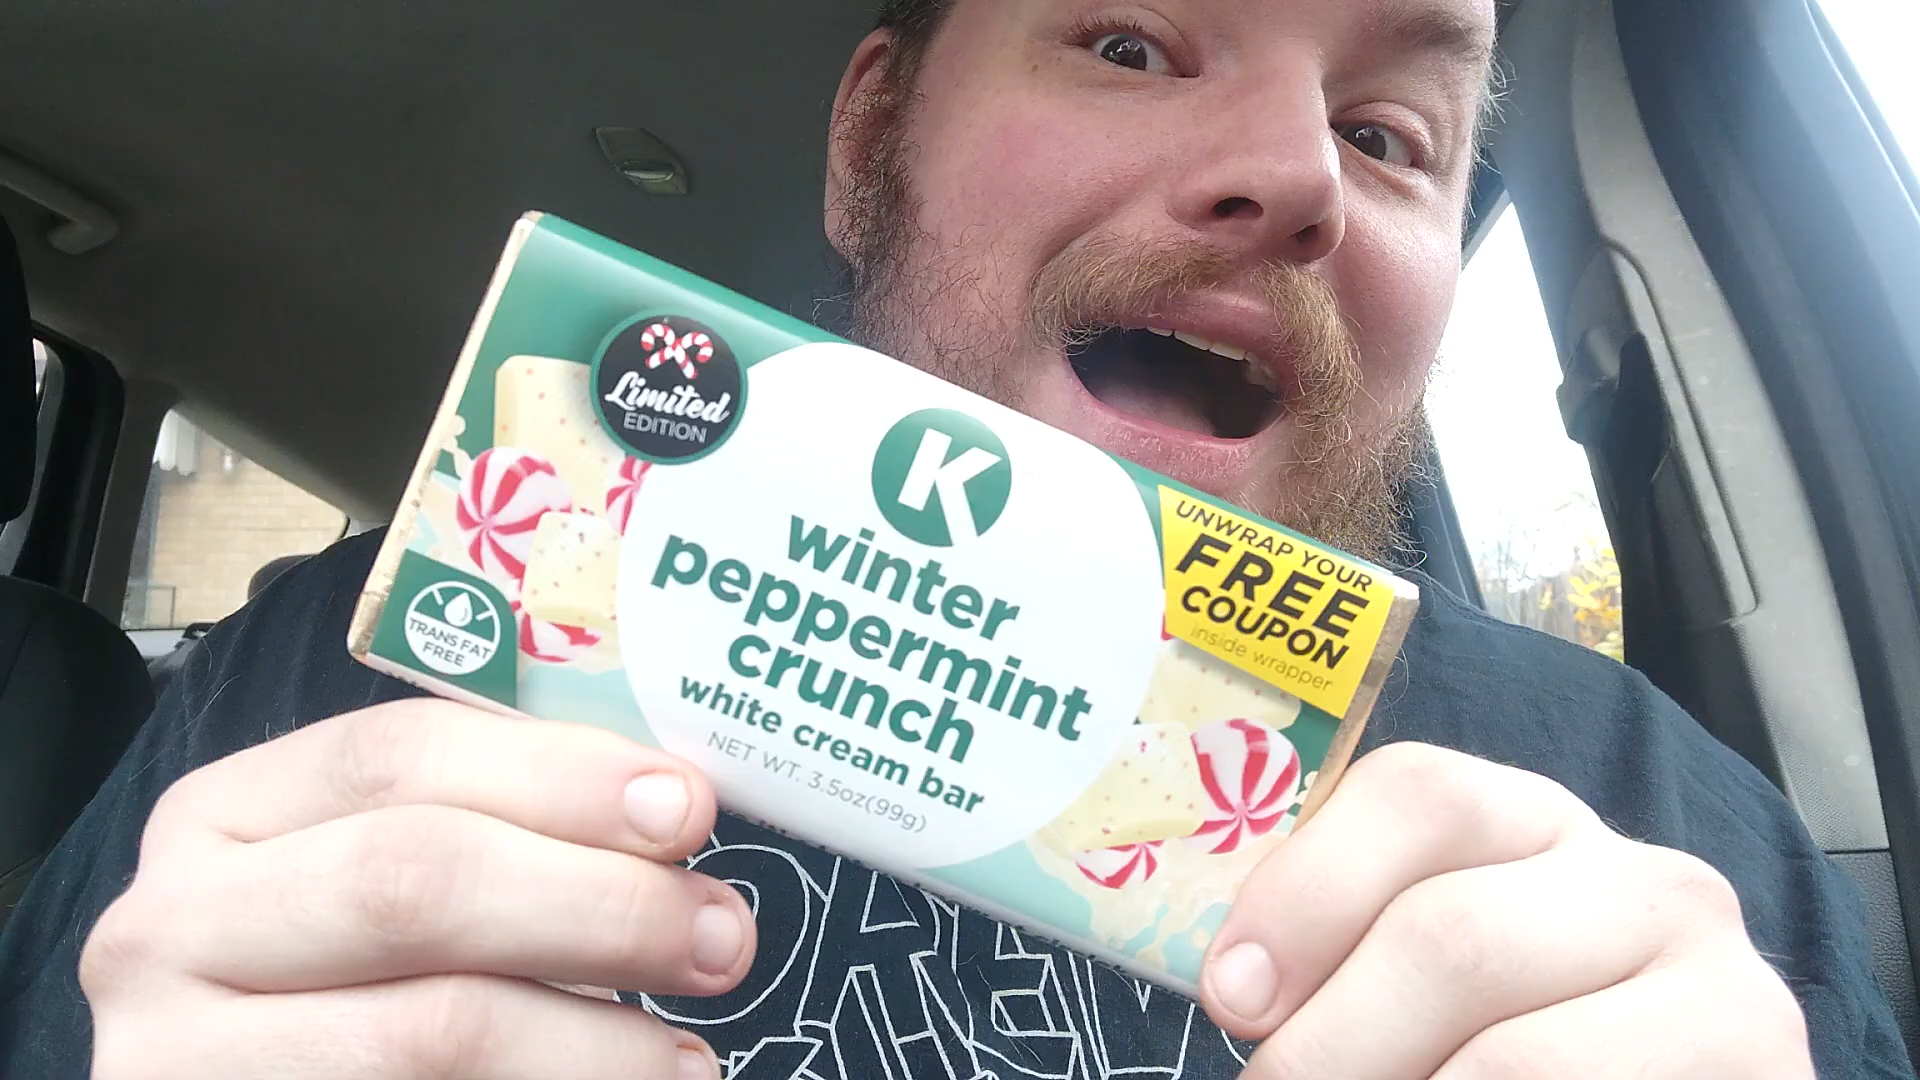 Limited
EDITION
K
winter
peppermint
crunch
white cream bar
NET WT. 3.5oz(99g)
UNWRAP YOUR
FREE
COUPON
inside wrapper
TRANS FAT
FREE